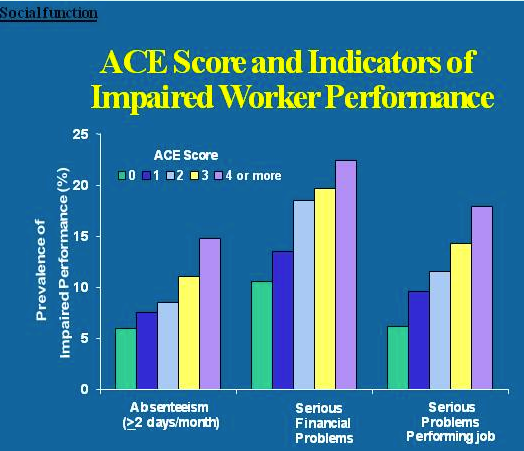 Social function
ACE Score and Indicators of
Impaired Worker Performance
Prevalence of
Impaired Performance (%)
25
20
15
10
5
0
ACE Score
0 1 2 3 4 or more
Absenteeism
(>2 days/month)
Serious
Financial
Problems
Serious
Problems
Performing job